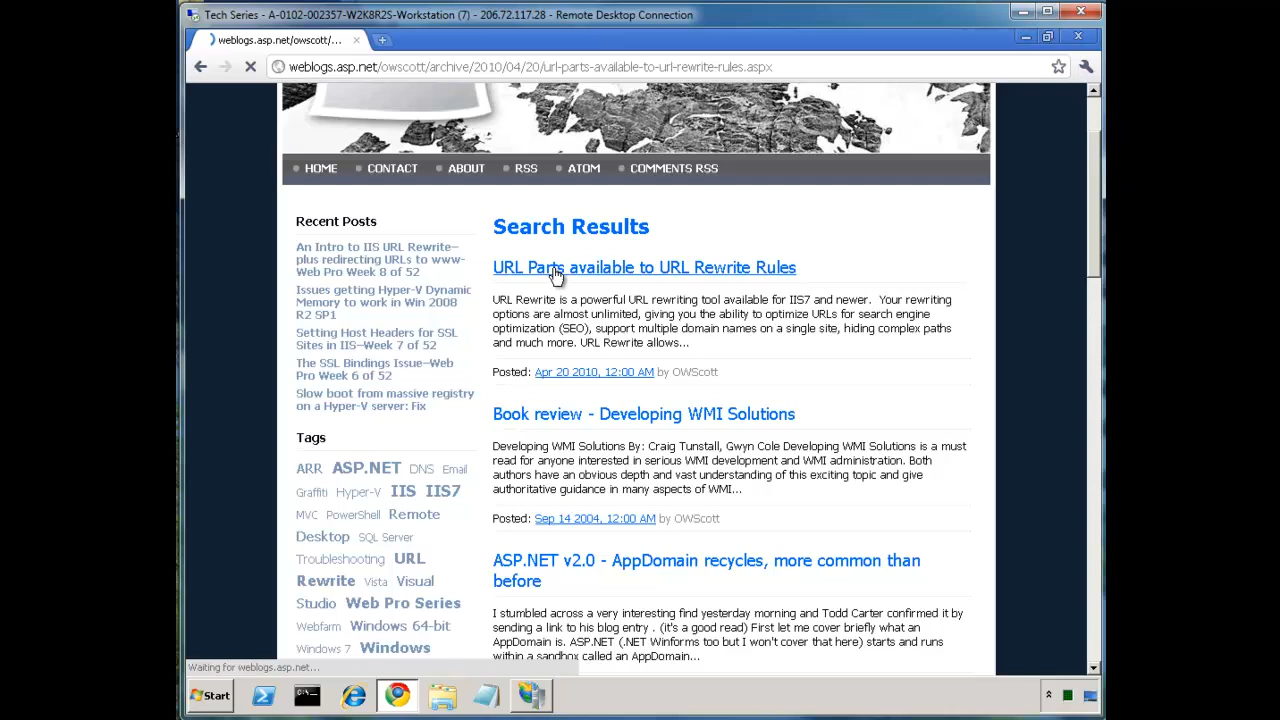 Tech Series - A-0102-002357-W2K8R2S-Workstation (7) - 206.72.117.28 - Remote Desktop Connection
weblogs.asp.net/owscott/...
weblogs.asp.net/owscott/archive/2010/04/20/url-parts-available-to-url-rewrite-rules.aspx
HOME CONTACT ABOUT RSS ATOM COMMENTS RSS
Recent Posts
An Intro to IIS URL Rewrite–
plus redirecting URLs to www-
Web Pro Week 8 of 52
Issues getting Hyper-V Dynamic
Memory to work in Win 2008
R2 SP1
Setting Host Headers for SSL
Sites in IIS–Week 7 of 52
The SSL Bindings Issue–Web
Pro Week 6 of 52
Slow boot from massive registry
on a Hyper-V server: Fix
Tags
ARR ASP.NET DNS Email
Graffiti Hyper-V IIS IIS7
MVC PowerShell Remote
Desktop SQL Server
Troubleshooting URL
Rewrite Vista Visual
Studio Web Pro Series
Webfarm Windows 64-bit
Windows 7 Windows
Search Results
URL Parts available to URL Rewrite Rules
URL Rewrite is a powerful URL rewriting tool available for IIS7 and newer. Your rewriting
options are almost unlimited, giving you the ability to optimize URLs for search engine
optimization (SEO), support multiple domain names on a single site, hiding complex paths
and much more. URL Rewrite allows...
Posted: Apr 20 2010, 12:00 AM by OWScott
Book review - Developing WMI Solutions
Developing WMI Solutions By: Craig Tunstall, Gwyn Cole Developing WMI Solutions is a must
read for anyone interested in serious WMI development and WMI administration. Both
authors have an obvious depth and vast understanding of this exciting topic and give
authoritative guidance in many aspects of WMI...
Posted: Sep 14 2004, 12:00 AM by OWScott
ASP.NET v2.0 - AppDomain recycles, more common than
before
I stumbled across a very interesting find yesterday morning and Todd Carter confirmed it by
sending a link to his blog entry . (it's a good read) First let me cover briefly what an
AppDomain is. ASP.NET (.NET Winforms too but I won't cover that here) starts and runs
within a sandbox called an AppDomain...
Waiting for weblogs.asp.net...
Start